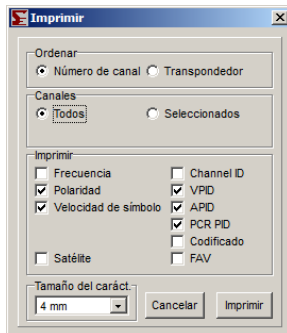 Imprimir
Ordenar
Número de canal Transpondedor
Canales
Todos Seleccionados
Imprimir
Frecuencia Channel ID
Polaridad VPID
Velocidad de símbolo APID
PCR PID
Codificado
Satélite FAV
Tamaño del caráct.
4 mm Cancelar Imprimir